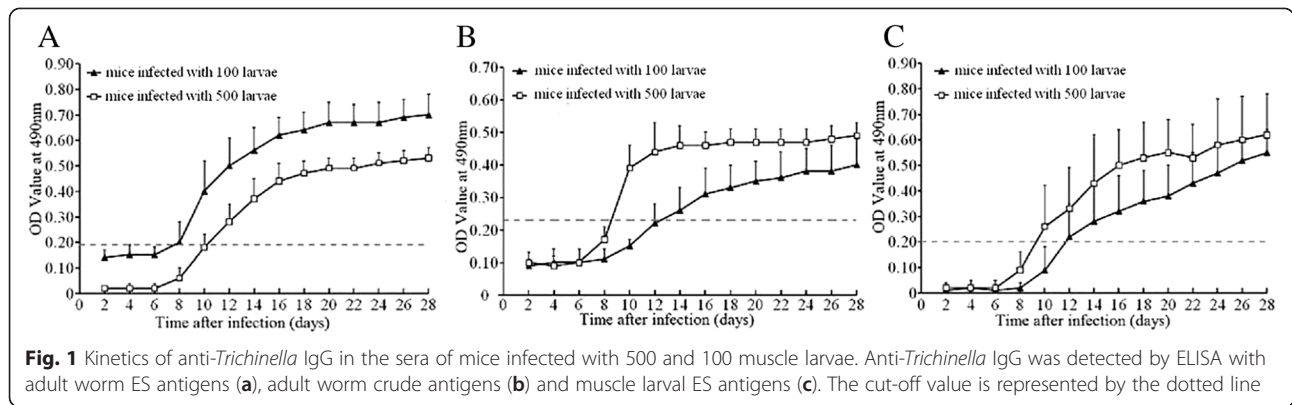 A
0.90
0.80
0.70
0.60
0.50
0.40
0.30
0.20
0.10
0
OD Value at 490nm
mice infected with 100 larvae
mice infected with 500 larvae
2 4 6 8 10 12 14 16 18 20 22 24 26 28
Time after infection (days)
B
0.70
0.60
0.50
0.40
0.30
0.20
0.10
0
OD Value at 490nm
mice infected with 100 larvae
mice infected with 500 larvae
2 4 6 8 10 12 14 16 18 20 22 24 26 28
Time after infection (days)
C
0.90
0.80
0.70
0.60
0.50
0.40
0.30
0.20
0.10
0
OD Value at 490nm
mice infected with 100 larvae
mice infected with 500 larvae
2 4 6 8 10 12 14 16 18 20 22 24 26 28
Time after infection (days)
Fig. 1 Kinetics of anti-Trichinella IgG in the sera of mice infected with 500 and 100 muscle larvae. Anti-Trichinella IgG was detected by ELISA with
adult worm ES antigens (a), adult worm crude antigens (b) and muscle larval ES antigens (c). The cut-off value is represented by the dotted line